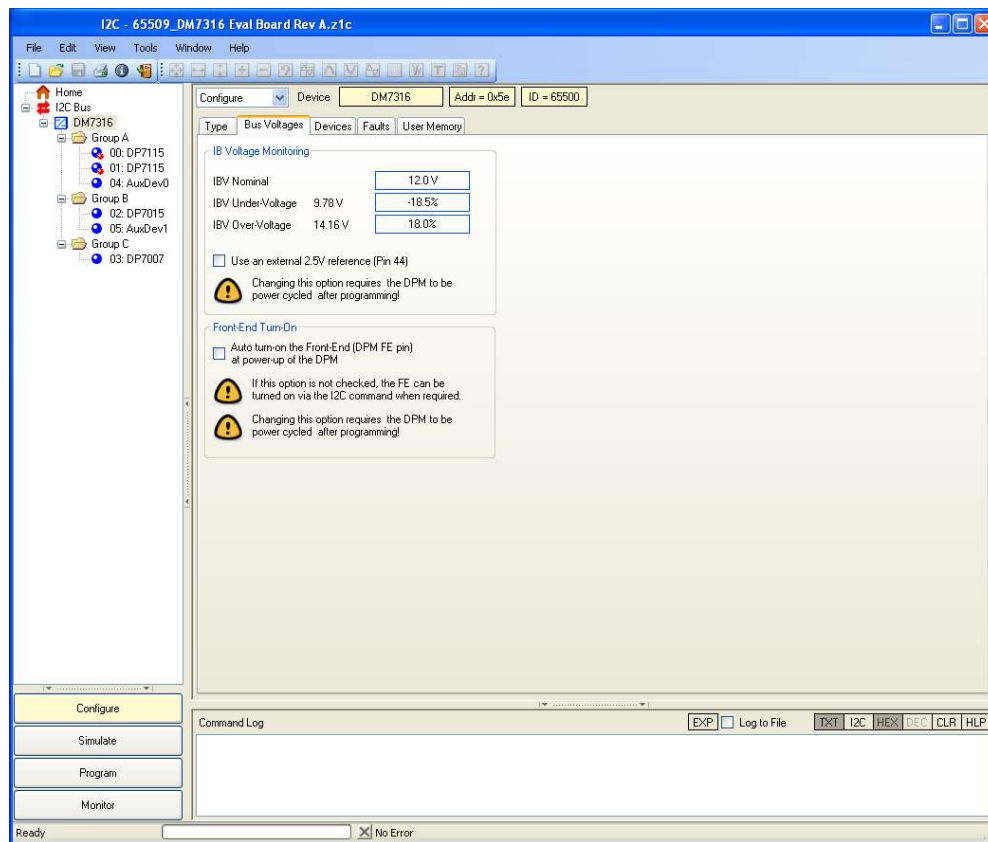 I2C - 65509_DM7316 Eval Board Rev A.z1c
File Edit View Tools Window Help
Home
I2C Bus
DM7316
Group A
00: DP7115
01: DP7115
04: AuxDev0
Group B
02: DP7015
05: AuxDev1
Group C
03: DP7007
Configure
Simulate
Program
Monitor
Configure Device DM7316 Addr = 0x5e ID = 65500
Type Bus Voltages Devices Faults User Memory
IB Voltage Monitoring
IBV Nominal 12.0 V
IBV Under-Voltage 9.78 V -18.5%
IBV Over-Voltage 14.16 V 18.0%
Use an external 2.5V reference (Pin 44)
Changing this option requires the DPM to be
power cycled after programming!
Front-End Turn-On
Auto turn-on the Front-End (DPM FE pin)
at power-up of the DPM
If this option is not checked, the FE can be
turned on via the I2C command when required.
Changing this option requires the DPM to be
power cycled after programming!
Command Log EXP Log to File TXT I2C HEX DEC CLR HLP
Ready No Error